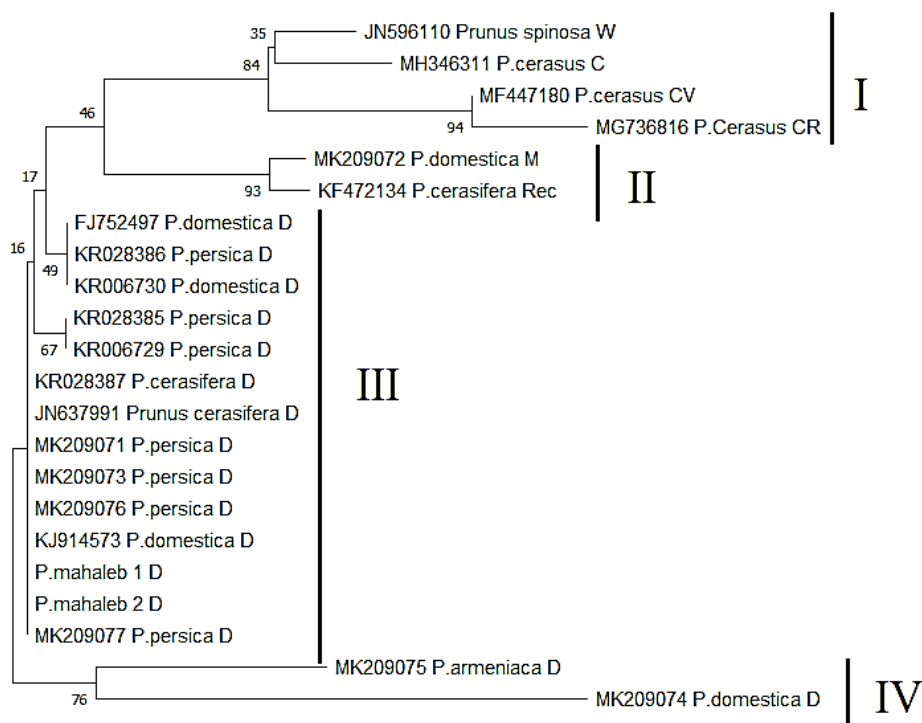 35
JN596110 Prunus spinosa W
84
MH346311 P.cerasus C
I
46
MF447180 P.cerasus CV
94
MG736816 P.Cerasus CR
17
MK209072 P.domestica M
93
KF472134 P.cerasifera Rec
II
16
FJ752497 P.domestica D
KR028386 P.persica D
49
KR006730 P.domestica D
KR028385 P.persica D
67
KR006729 P.persica D
KR028387 P.cerasifera D
III
JN637991 Prunus cerasifera D
MK209071 P.persica D
MK209073 P.persica D
MK209076 P.persica D
KJ914573 P.domestica D
P.mahaleb 1 D
P.mahaleb 2 D
MK209077 P.persica D
MK209075 P.armeniaca D
76
MK209074 P.domestica D
IV